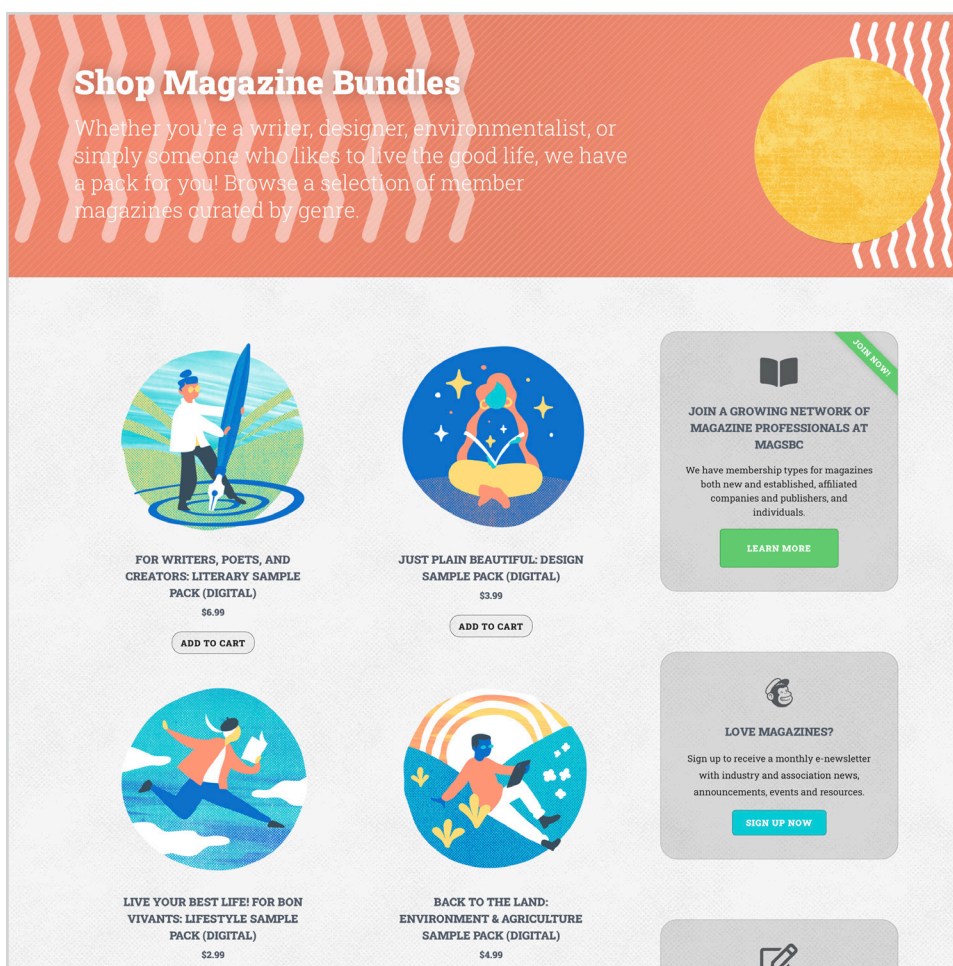 Shop Magazine Bundles
Whether you're a writer, designer, environmentalist, or
simply someone who likes to live the good life, we have
a pack for you! Browse a selection of member
magazines curated by genre.
FOR WRITERS, POETS, AND
CREATORS: LITERARY SAMPLE
PACK (DIGITAL)
$6.99
ADD TO CART
JUST PLAIN BEAUTIFUL: DESIGN
SAMPLE PACK (DIGITAL)
$3.99
ADD TO CART
LIVE YOUR BEST LIFE! FOR BON
VIVANTS: LIFESTYLE SAMPLE
PACK (DIGITAL)
$2.99
BACK TO THE LAND:
ENVIRONMENT & AGRICULTURE
SAMPLE PACK (DIGITAL)
$4.99
JOIN NOW!
JOIN A GROWING NETWORK OF
MAGAZINE PROFESSIONALS AT
MAGSBC
We have membership types for magazines
both new and established, affiliated
companies and publishers, and
individuals.
LEARN MORE
LOVE MAGAZINES?
Sign up to receive a monthly e-newsletter
with industry and association news,
announcements, events and resources.
SIGN UP NOW